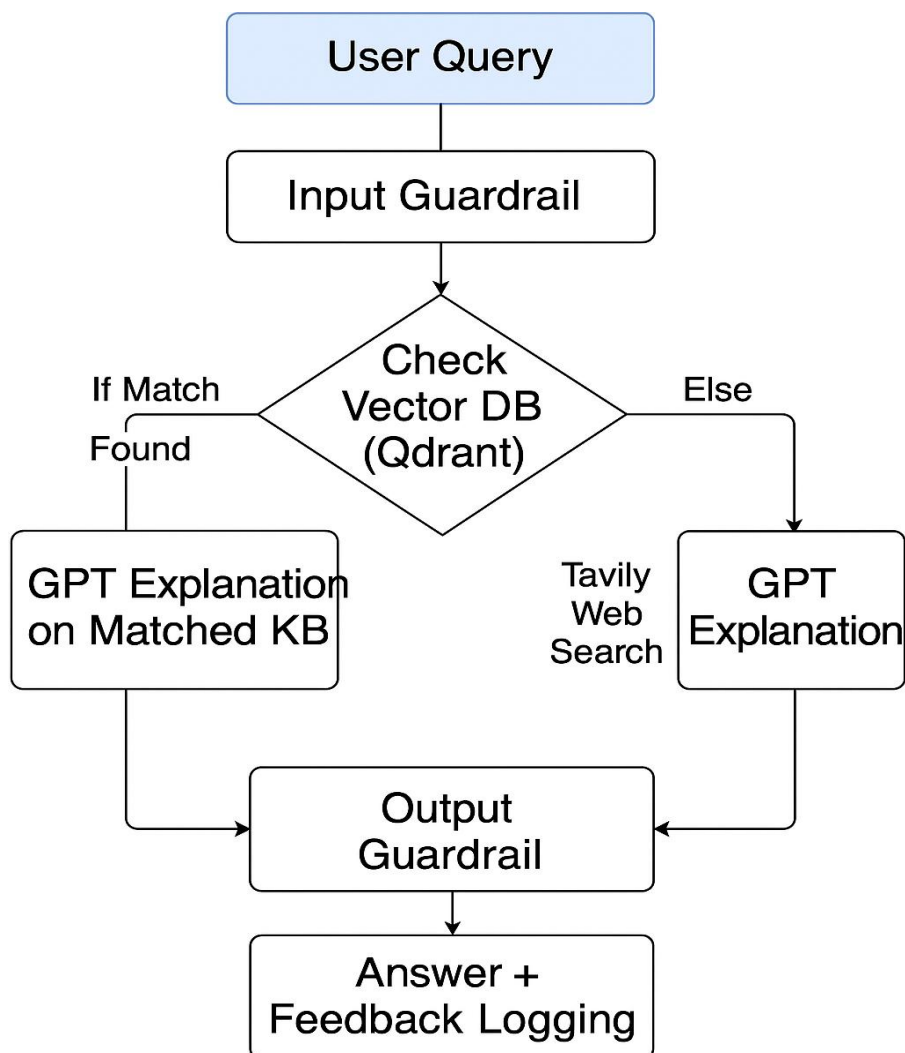 User Query
Input Guardrail
Check
Vector DB
(Qdrant)
If Match
Found
Else
GPT Explanation
on Matched KB
Tavily
Web
Search
GPT
Explanation
Output
Guardrail
Answer +
Feedback Logging